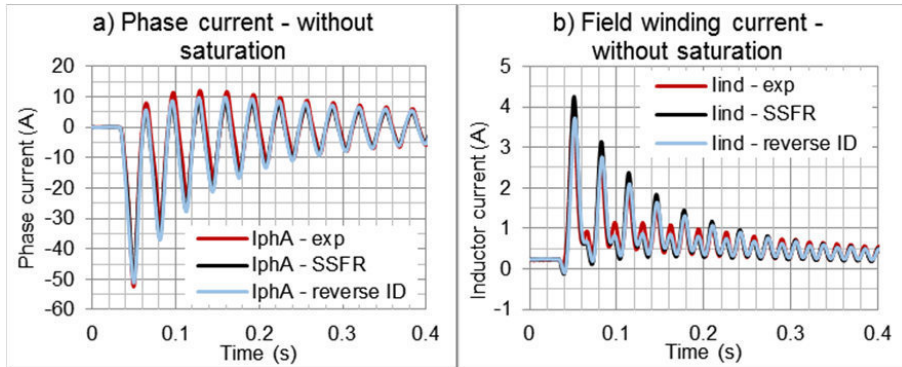 a) Phase current - without
saturation
20
10
0
-10
-20
-30
-40
-50
-60
Phase current (A)
IphA - exp
IphA - SSFR
IphA - reverse ID
0 0.1 0.2 0.3 0.4
Time (s)
b) Field winding current -
without saturation
5
4
3
2
1
0
-1
Inductor current (A)
Iind - exp
Iind - SSFR
Iind - reverse ID
0 0.1 0.2 0.3 0.4
Time (s)